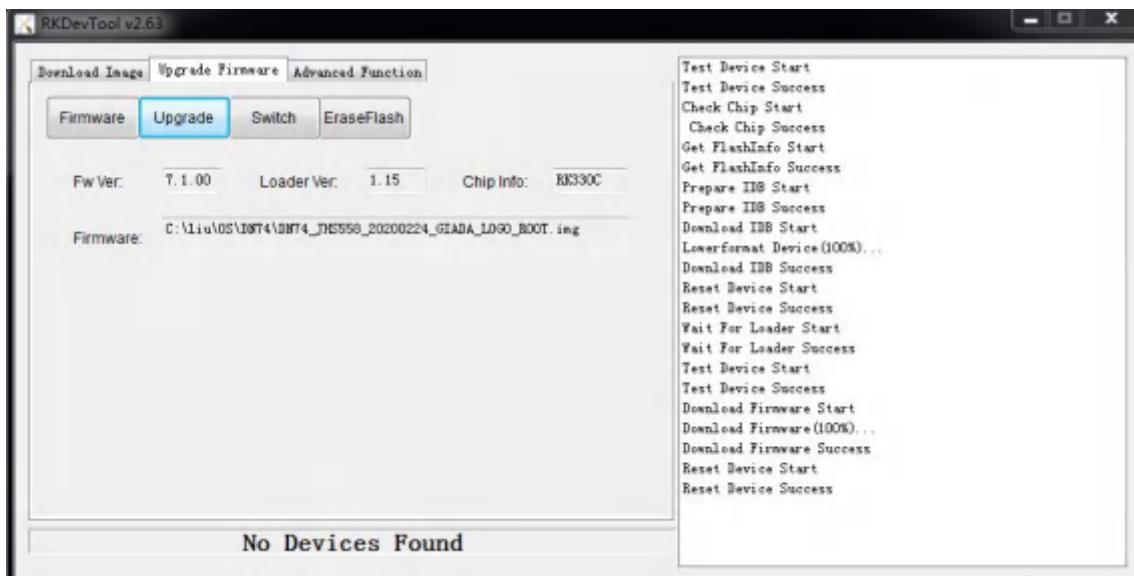 RKDevTool v2.63
Download Image Upgrade Firmware Advanced Function
Firmware Upgrade Switch EraseFlash
Fw Ver: 7.1.00 Loader Ver: 1.15 Chip Info: RK330C
Firmware: C:\liu\OS\DN74\DN74_JHS558_20200224_GIADA_LOGO_ROOT.img
No Devices Found
Test Device Start
Test Device Success
Check Chip Start
Check Chip Success
Get FlashInfo Start
Get FlashInfo Success
Prepare IDB Start
Prepare IDB Success
Download IDB Start
Lowerformat Device(100%)...
Download IDB Success
Reset Device Start
Reset Device Success
Wait For Loader Start
Wait For Loader Success
Test Device Start
Test Device Success
Download Firmware Start
Download Firmware(100%)...
Download Firmware Success
Reset Device Start
Reset Device Success